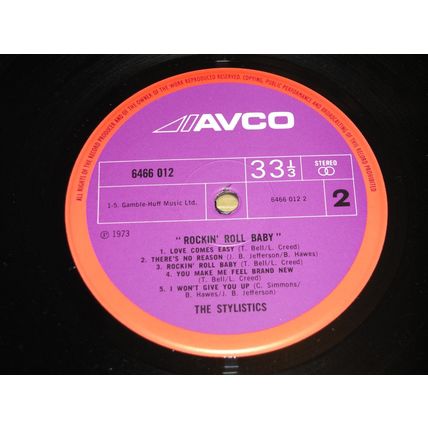 ALL RIGHTS OF THE RECORD PRODUCER AND OF THE OWNER OF THE WORK REPRODUCED RESERVED. COPYING, PUBLIC PERFORMANCE AND BROADCASTING OF THIS RECORD PROHIBITED
AVCO
6466 012
33 1/3
STEREO
1-5. Gamble-Huff Music Ltd.
6466 012 2
2
℗ 1973
"ROCKIN' ROLL BABY"
1. LOVE COMES EASY (T. Bell/L. Creed)
2. THERE'S NO REASON (J. B. Jefferson/B. Hawes)
3. ROCKIN' ROLL BABY (T. Bell/L. Creed)
4. YOU MAKE ME FEEL BRAND NEW
(T. Bell/L. Creed)
5. I WON'T GIVE YOU UP (C. Simmons/
B. Hawes/J. B. Jefferson)
THE STYLISTICS